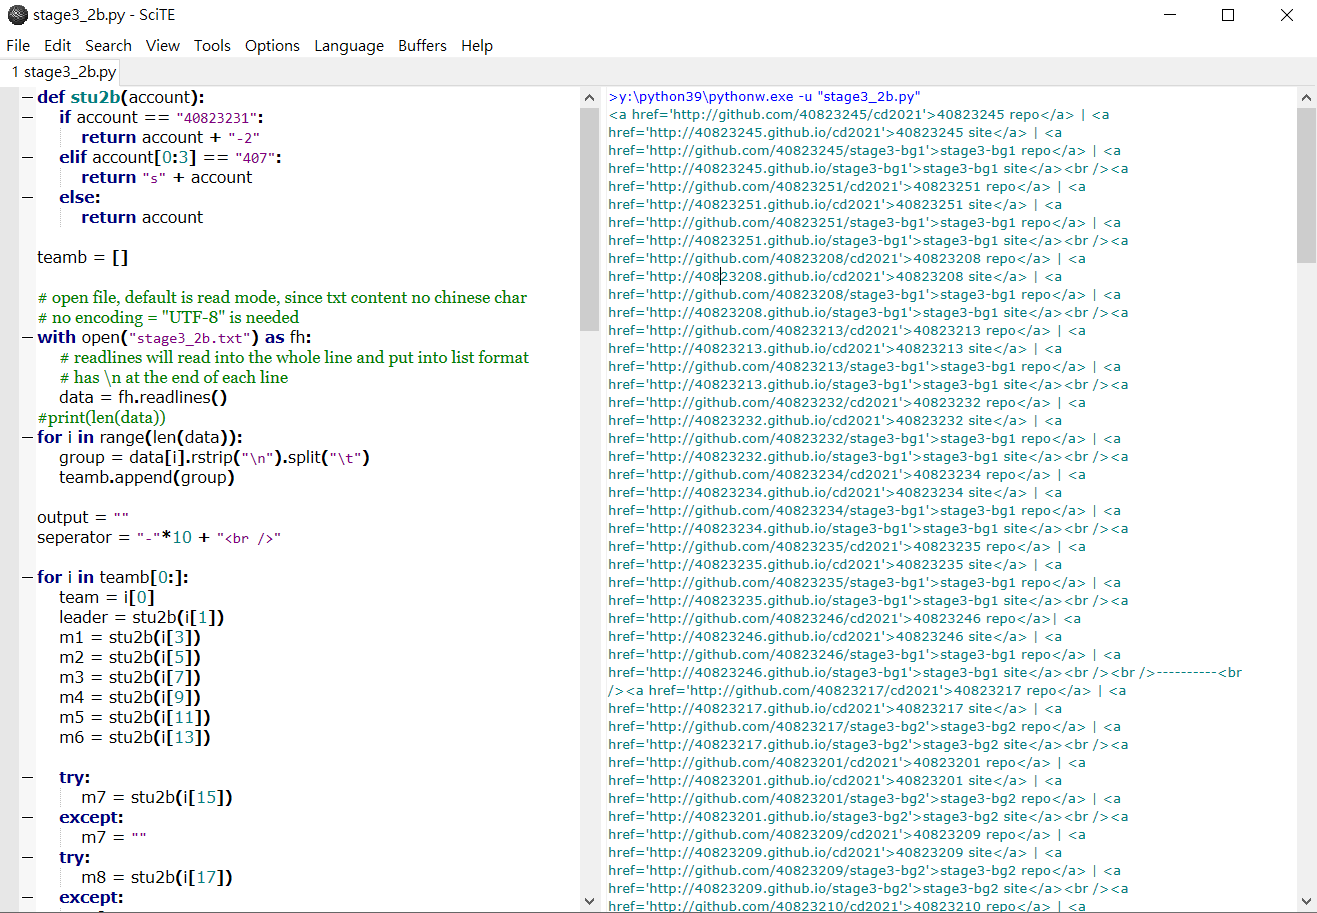 stage3_2b.py - SciTE
File Edit Search View Tools Options Language Buffers Help
1 stage3_2b.py
def stu2b(account):
if account == "40823231":
return account + "-2"
elif account[0:3] == "407":
return "s" + account
else:
return account
teamb = []
# open file, default is read mode, since txt content no chinese char
# no encoding = "UTF-8" is needed
with open("stage3_2b.txt") as fh:
# readlines will read into the whole line and put into list format
# has \n at the end of each line
data = fh.readlines()
#print(len(data))
for i in range(len(data)):
group = data[i].rstrip("\n").split("\t")
teamb.append(group)
output = ""
seperator = "-"*10 + "<br />"
for i in teamb[0:]:
team = i[0]
leader = stu2b(i[1])
m1 = stu2b(i[3])
m2 = stu2b(i[5])
m3 = stu2b(i[7])
m4 = stu2b(i[9])
m5 = stu2b(i[11])
m6 = stu2b(i[13])
try:
m7 = stu2b(i[15])
except:
m7 = ""
try:
m8 = stu2b(i[17])
except:
>y:\python39\pythonw.exe -u "stage3_2b.py"
<a href='http://github.com/40823245/cd2021'>40823245 repo</a> | <a
href='http://40823245.github.io/cd2021'>40823245 site</a> | <a
href='http://github.com/40823245/stage3-bg1'>stage3-bg1 repo</a> | <a
href='http://40823245.github.io/stage3-bg1'>stage3-bg1 site</a><br /><a
href='http://github.com/40823251/cd2021'>40823251 repo</a> | <a
href='http://40823251.github.io/cd2021'>40823251 site</a> | <a
href='http://github.com/40823251/stage3-bg1'>stage3-bg1 repo</a> | <a
href='http://40823251.github.io/stage3-bg1'>stage3-bg1 site</a><br /><a
href='http://github.com/40823208/cd2021'>40823208 repo</a> | <a
href='http://40823208.github.io/cd2021'>40823208 site</a> | <a
href='http://github.com/40823208/stage3-bg1'>stage3-bg1 repo</a> | <a
href='http://40823208.github.io/stage3-bg1'>stage3-bg1 site</a><br /><a
href='http://github.com/40823213/cd2021'>40823213 repo</a> | <a
href='http://40823213.github.io/cd2021'>40823213 site</a> | <a
href='http://github.com/40823213/stage3-bg1'>stage3-bg1 repo</a> | <a
href='http://40823213.github.io/stage3-bg1'>stage3-bg1 site</a><br /><a
href='http://github.com/40823232/cd2021'>40823232 repo</a> | <a
href='http://40823232.github.io/cd2021'>40823232 site</a> | <a
href='http://github.com/40823232/stage3-bg1'>stage3-bg1 repo</a> | <a
href='http://40823232.github.io/stage3-bg1'>stage3-bg1 site</a><br /><a
href='http://github.com/40823234/cd2021'>40823234 repo</a> | <a
href='http://40823234.github.io/cd2021'>40823234 site</a> | <a
href='http://github.com/40823234/stage3-bg1'>stage3-bg1 repo</a> | <a
href='http://40823234.github.io/stage3-bg1'>stage3-bg1 site</a><br /><a
href='http://github.com/40823235/cd2021'>40823235 repo</a> | <a
href='http://40823235.github.io/cd2021'>40823235 site</a> | <a
href='http://github.com/40823235/stage3-bg1'>stage3-bg1 repo</a> | <a
href='http://40823235.github.io/stage3-bg1'>stage3-bg1 site</a><br /><a
href='http://github.com/40823246/cd2021'>40823246 repo</a>| <a
href='http://40823246.github.io/cd2021'>40823246 site</a> | <a
href='http://github.com/40823246/stage3-bg1'>stage3-bg1 repo</a> | <a
href='http://40823246.github.io/stage3-bg1'>stage3-bg1 site</a><br /><br />----------<br
/><a href='http://github.com/40823217/cd2021'>40823217 repo</a> | <a
href='http://40823217.github.io/cd2021'>40823217 site</a> | <a
href='http://github.com/40823217/stage3-bg2'>stage3-bg2 repo</a> | <a
href='http://40823217.github.io/stage3-bg2'>stage3-bg2 site</a><br /><a
href='http://github.com/40823201/cd2021'>40823201 repo</a> | <a
href='http://40823201.github.io/cd2021'>40823201 site</a> | <a
href='http://github.com/40823201/stage3-bg2'>stage3-bg2 repo</a> | <a
href='http://40823201.github.io/stage3-bg2'>stage3-bg2 site</a><br /><a
href='http://github.com/40823209/cd2021'>40823209 repo</a> | <a
href='http://40823209.github.io/cd2021'>40823209 site</a> | <a
href='http://github.com/40823209/stage3-bg2'>stage3-bg2 repo</a> | <a
href='http://40823209.github.io/stage3-bg2'>stage3-bg2 site</a><br /><a
href='http://github.com/40823210/cd2021'>40823210 repo</a> | <a